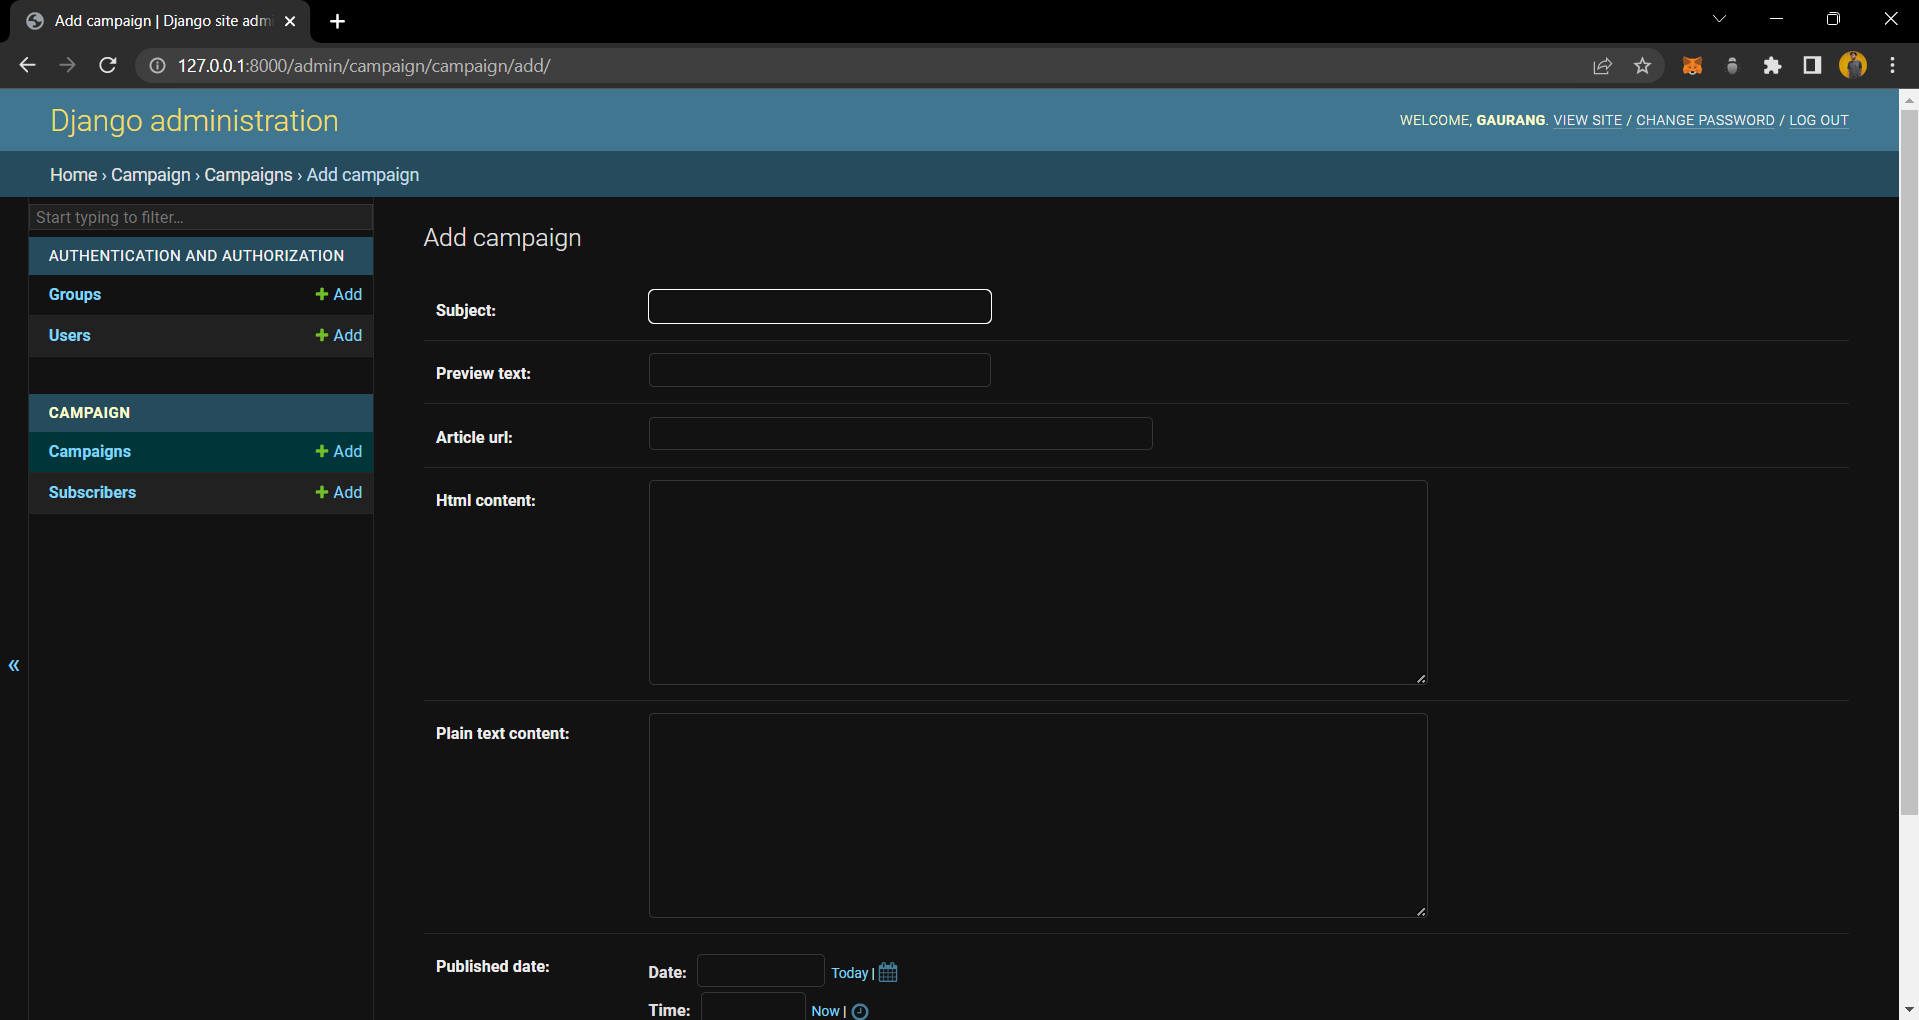 Add campaign | Django site adm
127.0.0.1:8000/admin/campaign/campaign/add/
Django administration
WELCOME, GAURANG. VIEW SITE / CHANGE PASSWORD / LOG OUT
Home › Campaign › Campaigns › Add campaign
Start typing to filter...
AUTHENTICATION AND AUTHORIZATION
Groups + Add
Users + Add
CAMPAIGN
Campaigns + Add
Subscribers + Add
«
Add campaign
Subject:
Preview text:
Article url:
Html content:
Plain text content:
Published date:
Date: Today |
Time: Now |